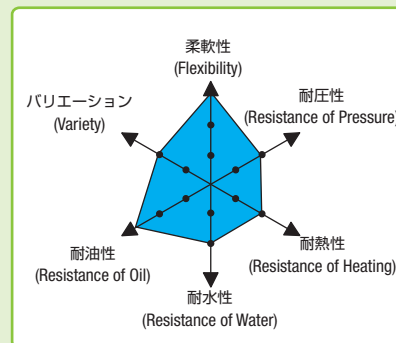 柔軟性
(Flexibility)
耐圧性
(Resistance of Pressure)
耐熱性
(Resistance of Heating)
耐水性
(Resistance of Water)
耐油性
(Resistance of Oil)
バリエーション
(Variety)